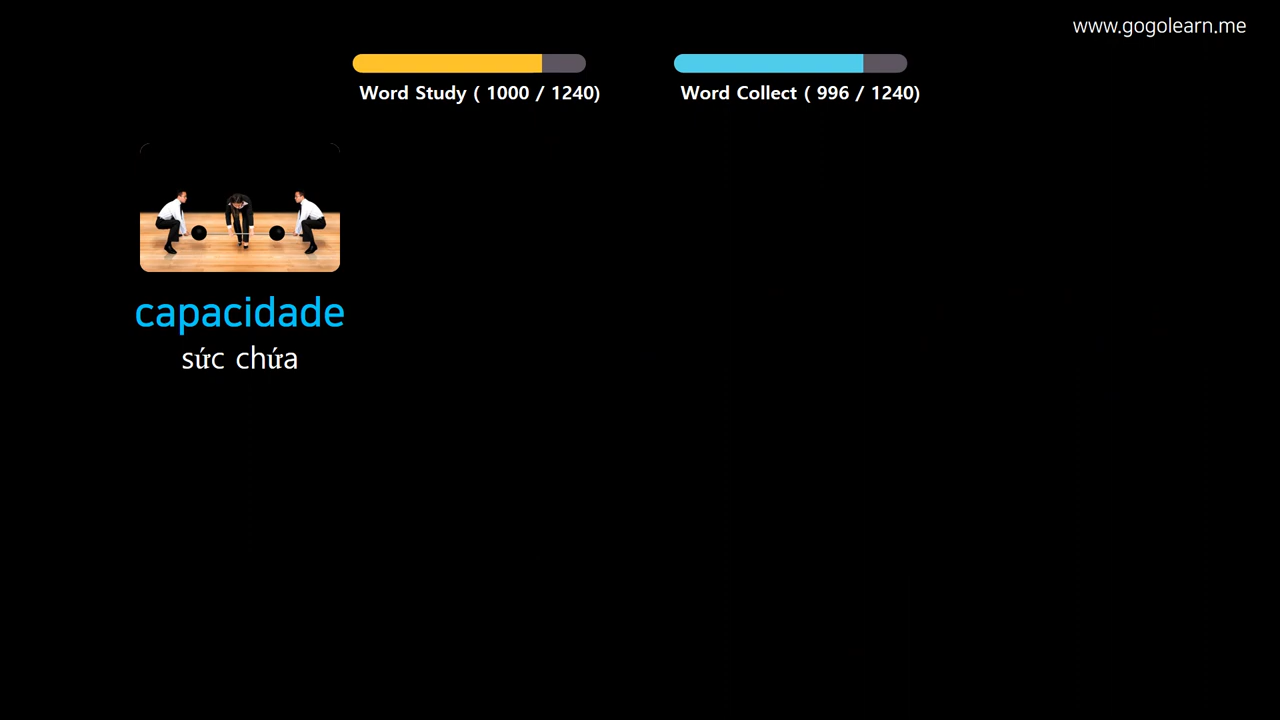 www.gogolearn.me
Word Study ( 1000 / 1240)
Word Collect ( 996 / 1240)
capacidade
sức chứa